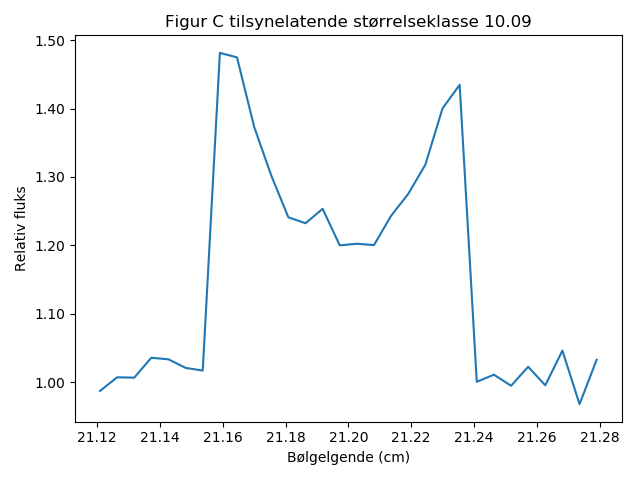 Figur C tilsynelatende størrelseklasse 10.09
1.50
1.40
1.30
1.20
1.10
1.00
Relativ fluks
21.12 21.14 21.16 21.18 21.20 21.22 21.24 21.26 21.28
Bølgelgende (cm)